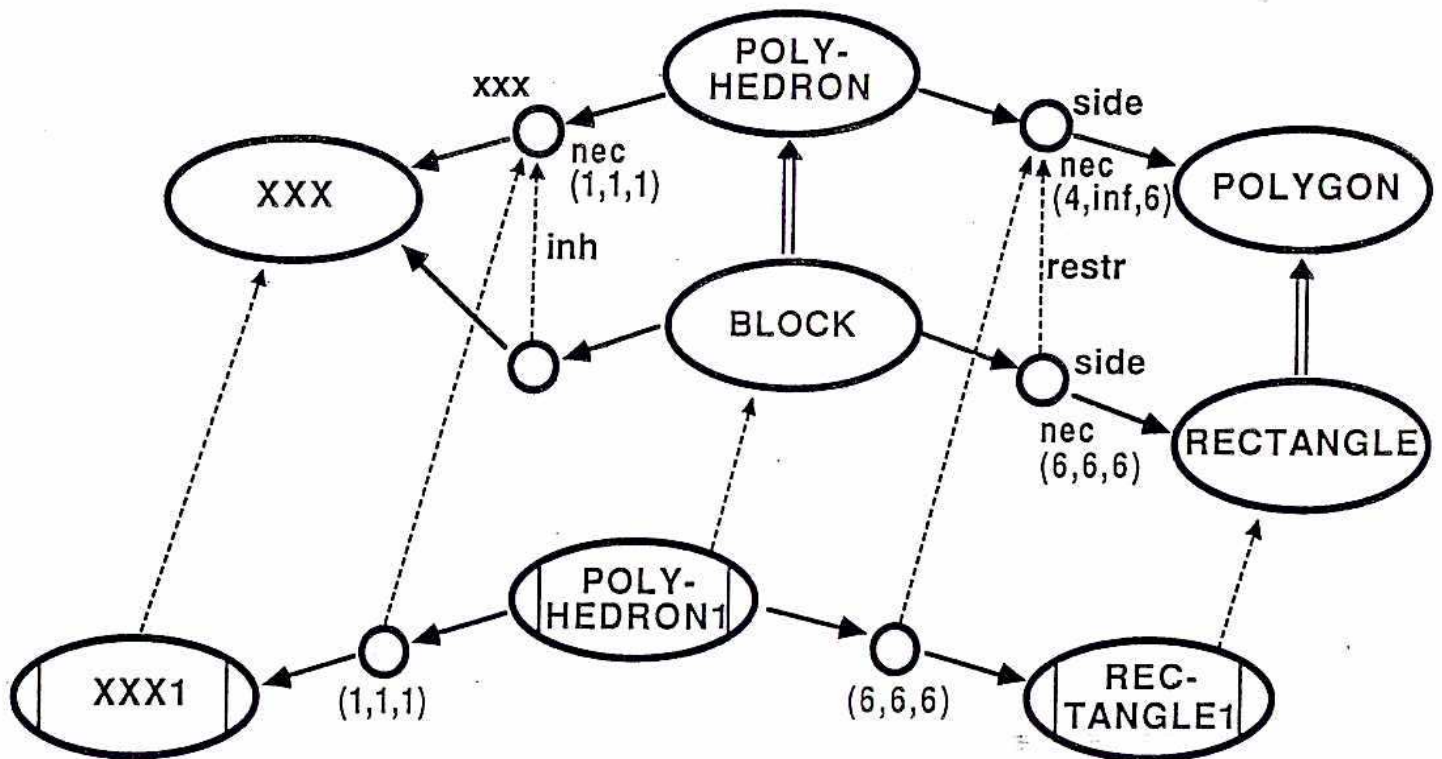 POLY-
HEDRON
xxx
side
nec
(1,1,1)
nec
(4,inf,6)
XXX
POLYGON
inh
restr
BLOCK
side
nec
(6,6,6)
RECTANGLE
POLY-
HEDRON1
XXX1
(1,1,1)
(6,6,6)
REC-
TANGLE1